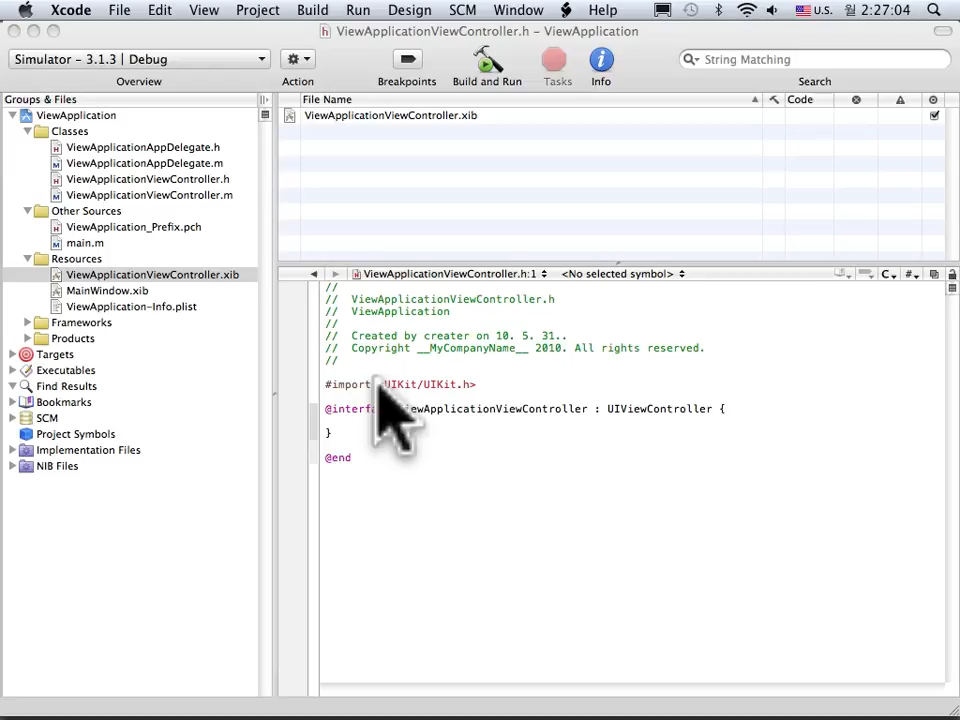 Xcode File Edit View Project Build Run Design SCM Window Help U.S. 월 2:27:04
ViewApplicationViewController.h – ViewApplication
Simulator – 3.1.3 | Debug
String Matching
Overview Action Breakpoints Build and Run Tasks Info Search
Groups & Files
File Name Code
ViewApplication
ViewApplicationViewController.xib
Classes
ViewApplicationAppDelegate.h
ViewApplicationAppDelegate.m
ViewApplicationViewController.h
ViewApplicationViewController.m
Other Sources
ViewApplication_Prefix.pch
main.m
Resources
ViewApplicationViewController.xib
MainWindow.xib
ViewApplication-Info.plist
Frameworks
Products
Targets
Executables
Find Results
Bookmarks
SCM
Project Symbols
Implementation Files
NIB Files
ViewApplicationViewController.h:1 <No selected symbol> C #
//
// ViewApplicationViewController.h
// ViewApplication
//
// Created by creater on 10. 5. 31..
// Copyright __MyCompanyName__ 2010. All rights reserved.
//
#import UIKit/UIKit.h>
ViewApplicationViewController : UIViewController {
}
@end